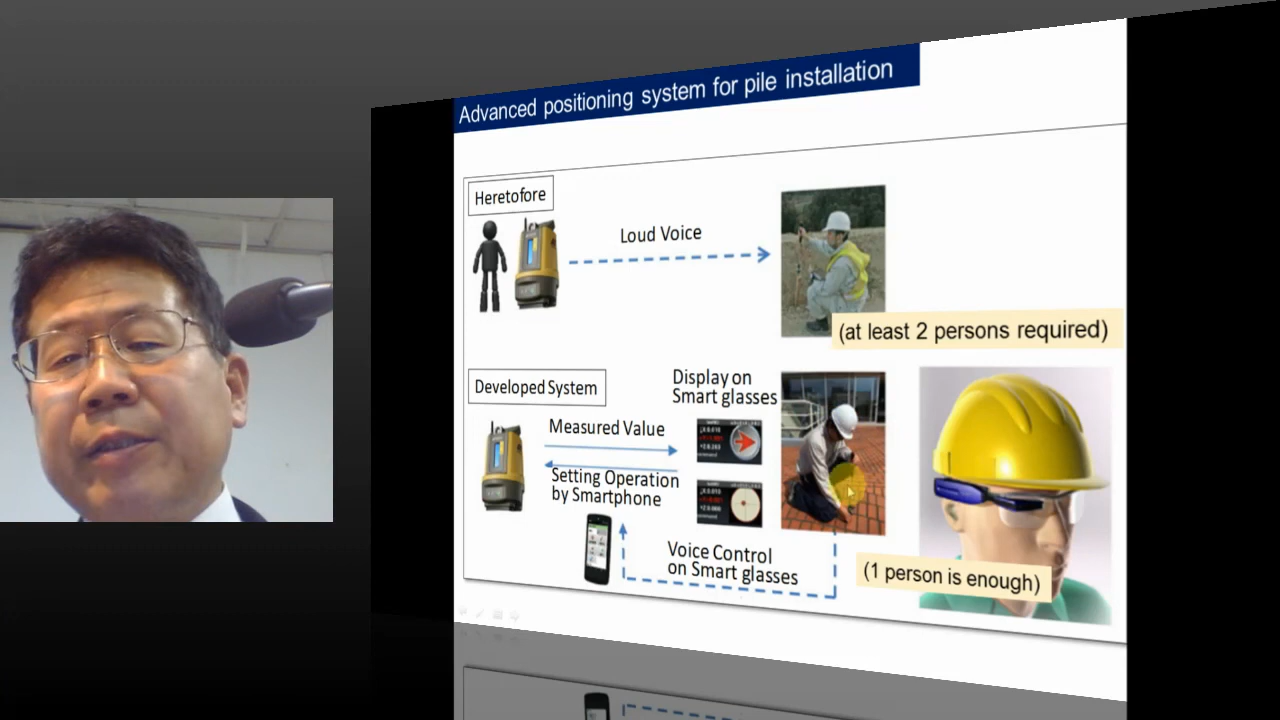 Advanced positioning system for pile installation
Heretofore
Loud Voice
(at least 2 persons required)
Developed System
Display on
Smart glasses
Measured Value
Setting Operation
by Smartphone
Voice Control
on Smart glasses
(1 person is enough)